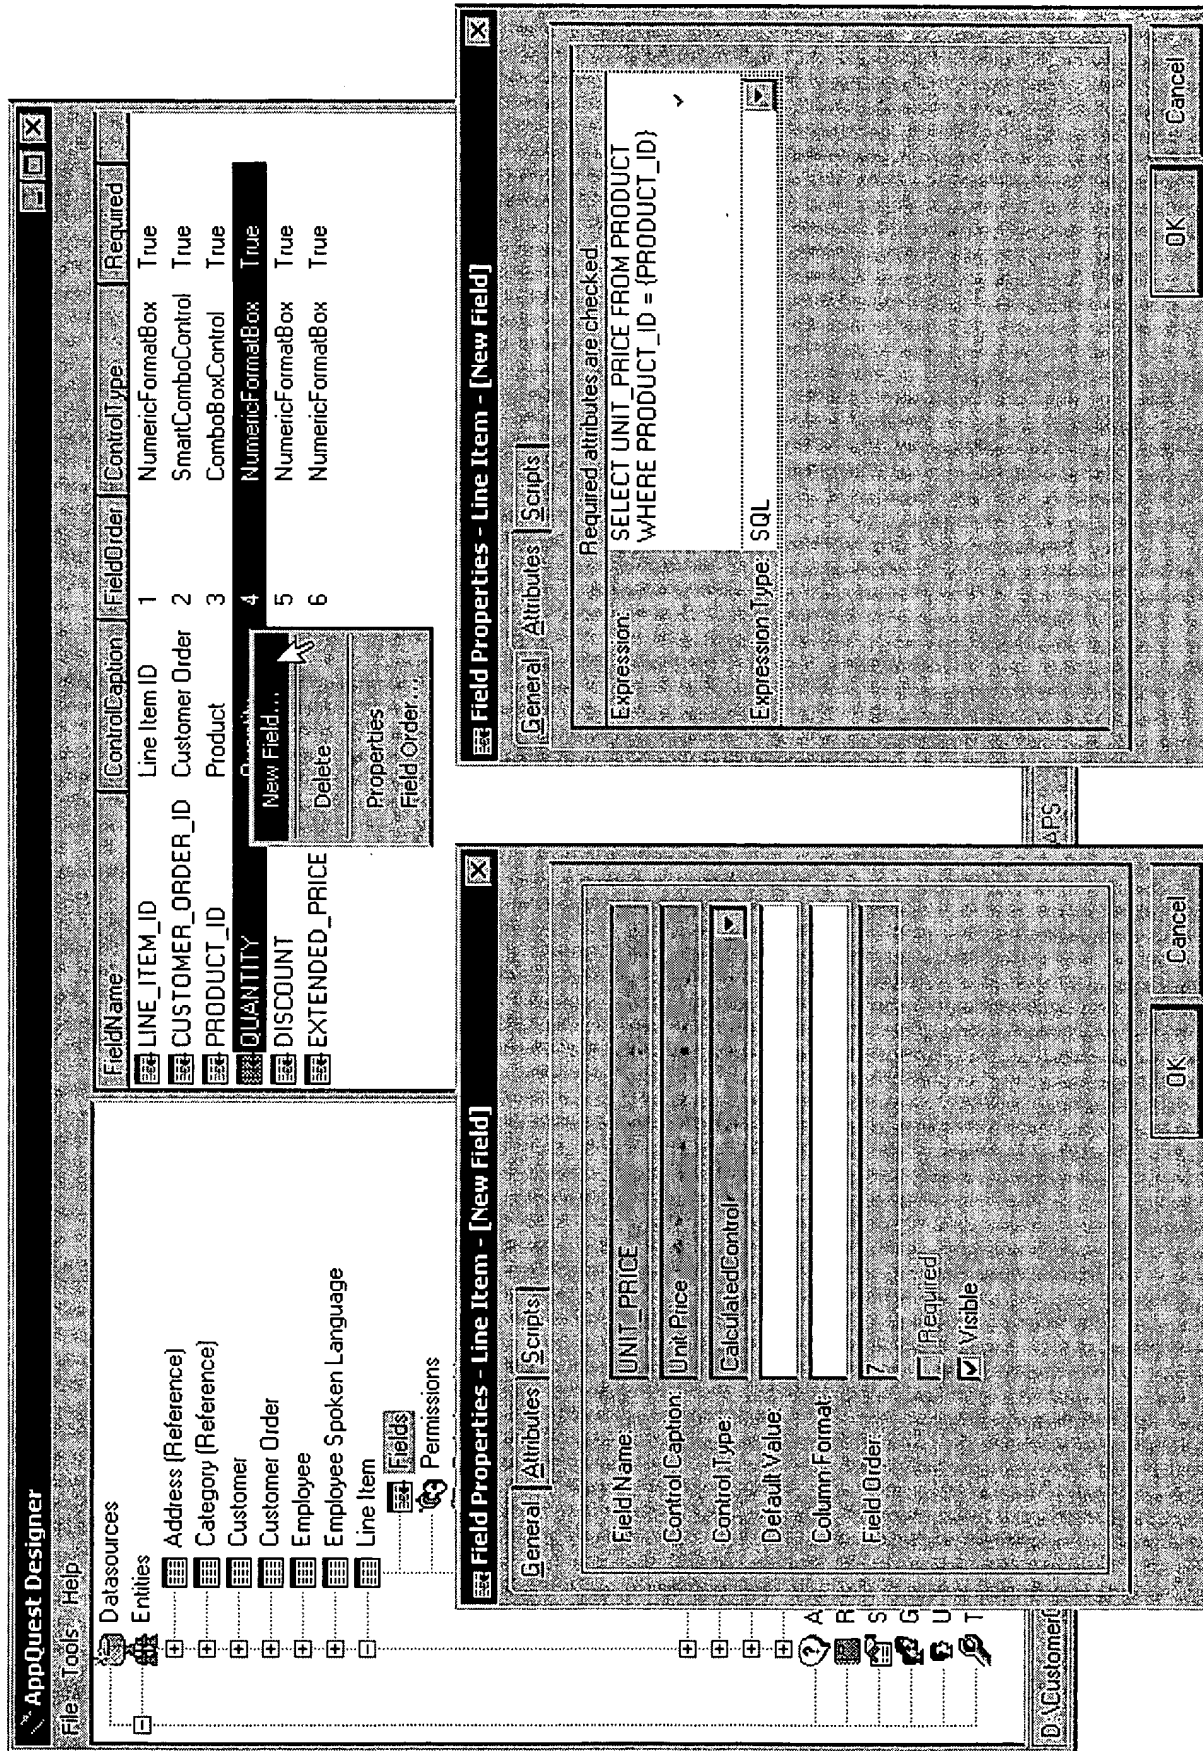 AppQuest Designer
File Tools Help
Datasources
Entities
Address (Reference)
Category (Reference)
Customer
Customer Order
Employee
Employee Spoken Language
Line Item
Fields
Permissions
A
R
S
G
U
T
D:\Customer
APS
FieldName ControlCaption FieldOrder ControlType Required
LINE_ITEM_ID Line Item ID 1 NumericFormatBox True
CUSTOMER_ORDER_ID Customer Order 2 SmartComboControl True
PRODUCT_ID Product 3 ComboBoxControl True
QUANTITY Quantity 4 NumericFormatBox True
DISCOUNT 5 NumericFormatBox True
EXTENDED_PRICE 6 NumericFormatBox True
New Field...
Delete
Properties
Field Order...
Field Properties - Line Item - [New Field]
General Attributes Scripts
Field Name: UNIT_PRICE
Control Caption: Unit Price
Control Type: CalculatedControl
Default Value:
Column Format:
Field Order: 7
(Required)
Visible
OK Cancel
Field Properties - Line Item - [New Field]
General Attributes Scripts
Required attributes are checked
Expression: SELECT UNIT_PRICE FROM PRODUCT
WHERE PRODUCT_ID = {PRODUCT_ID}
Expression Type: SQL
OK Cancel